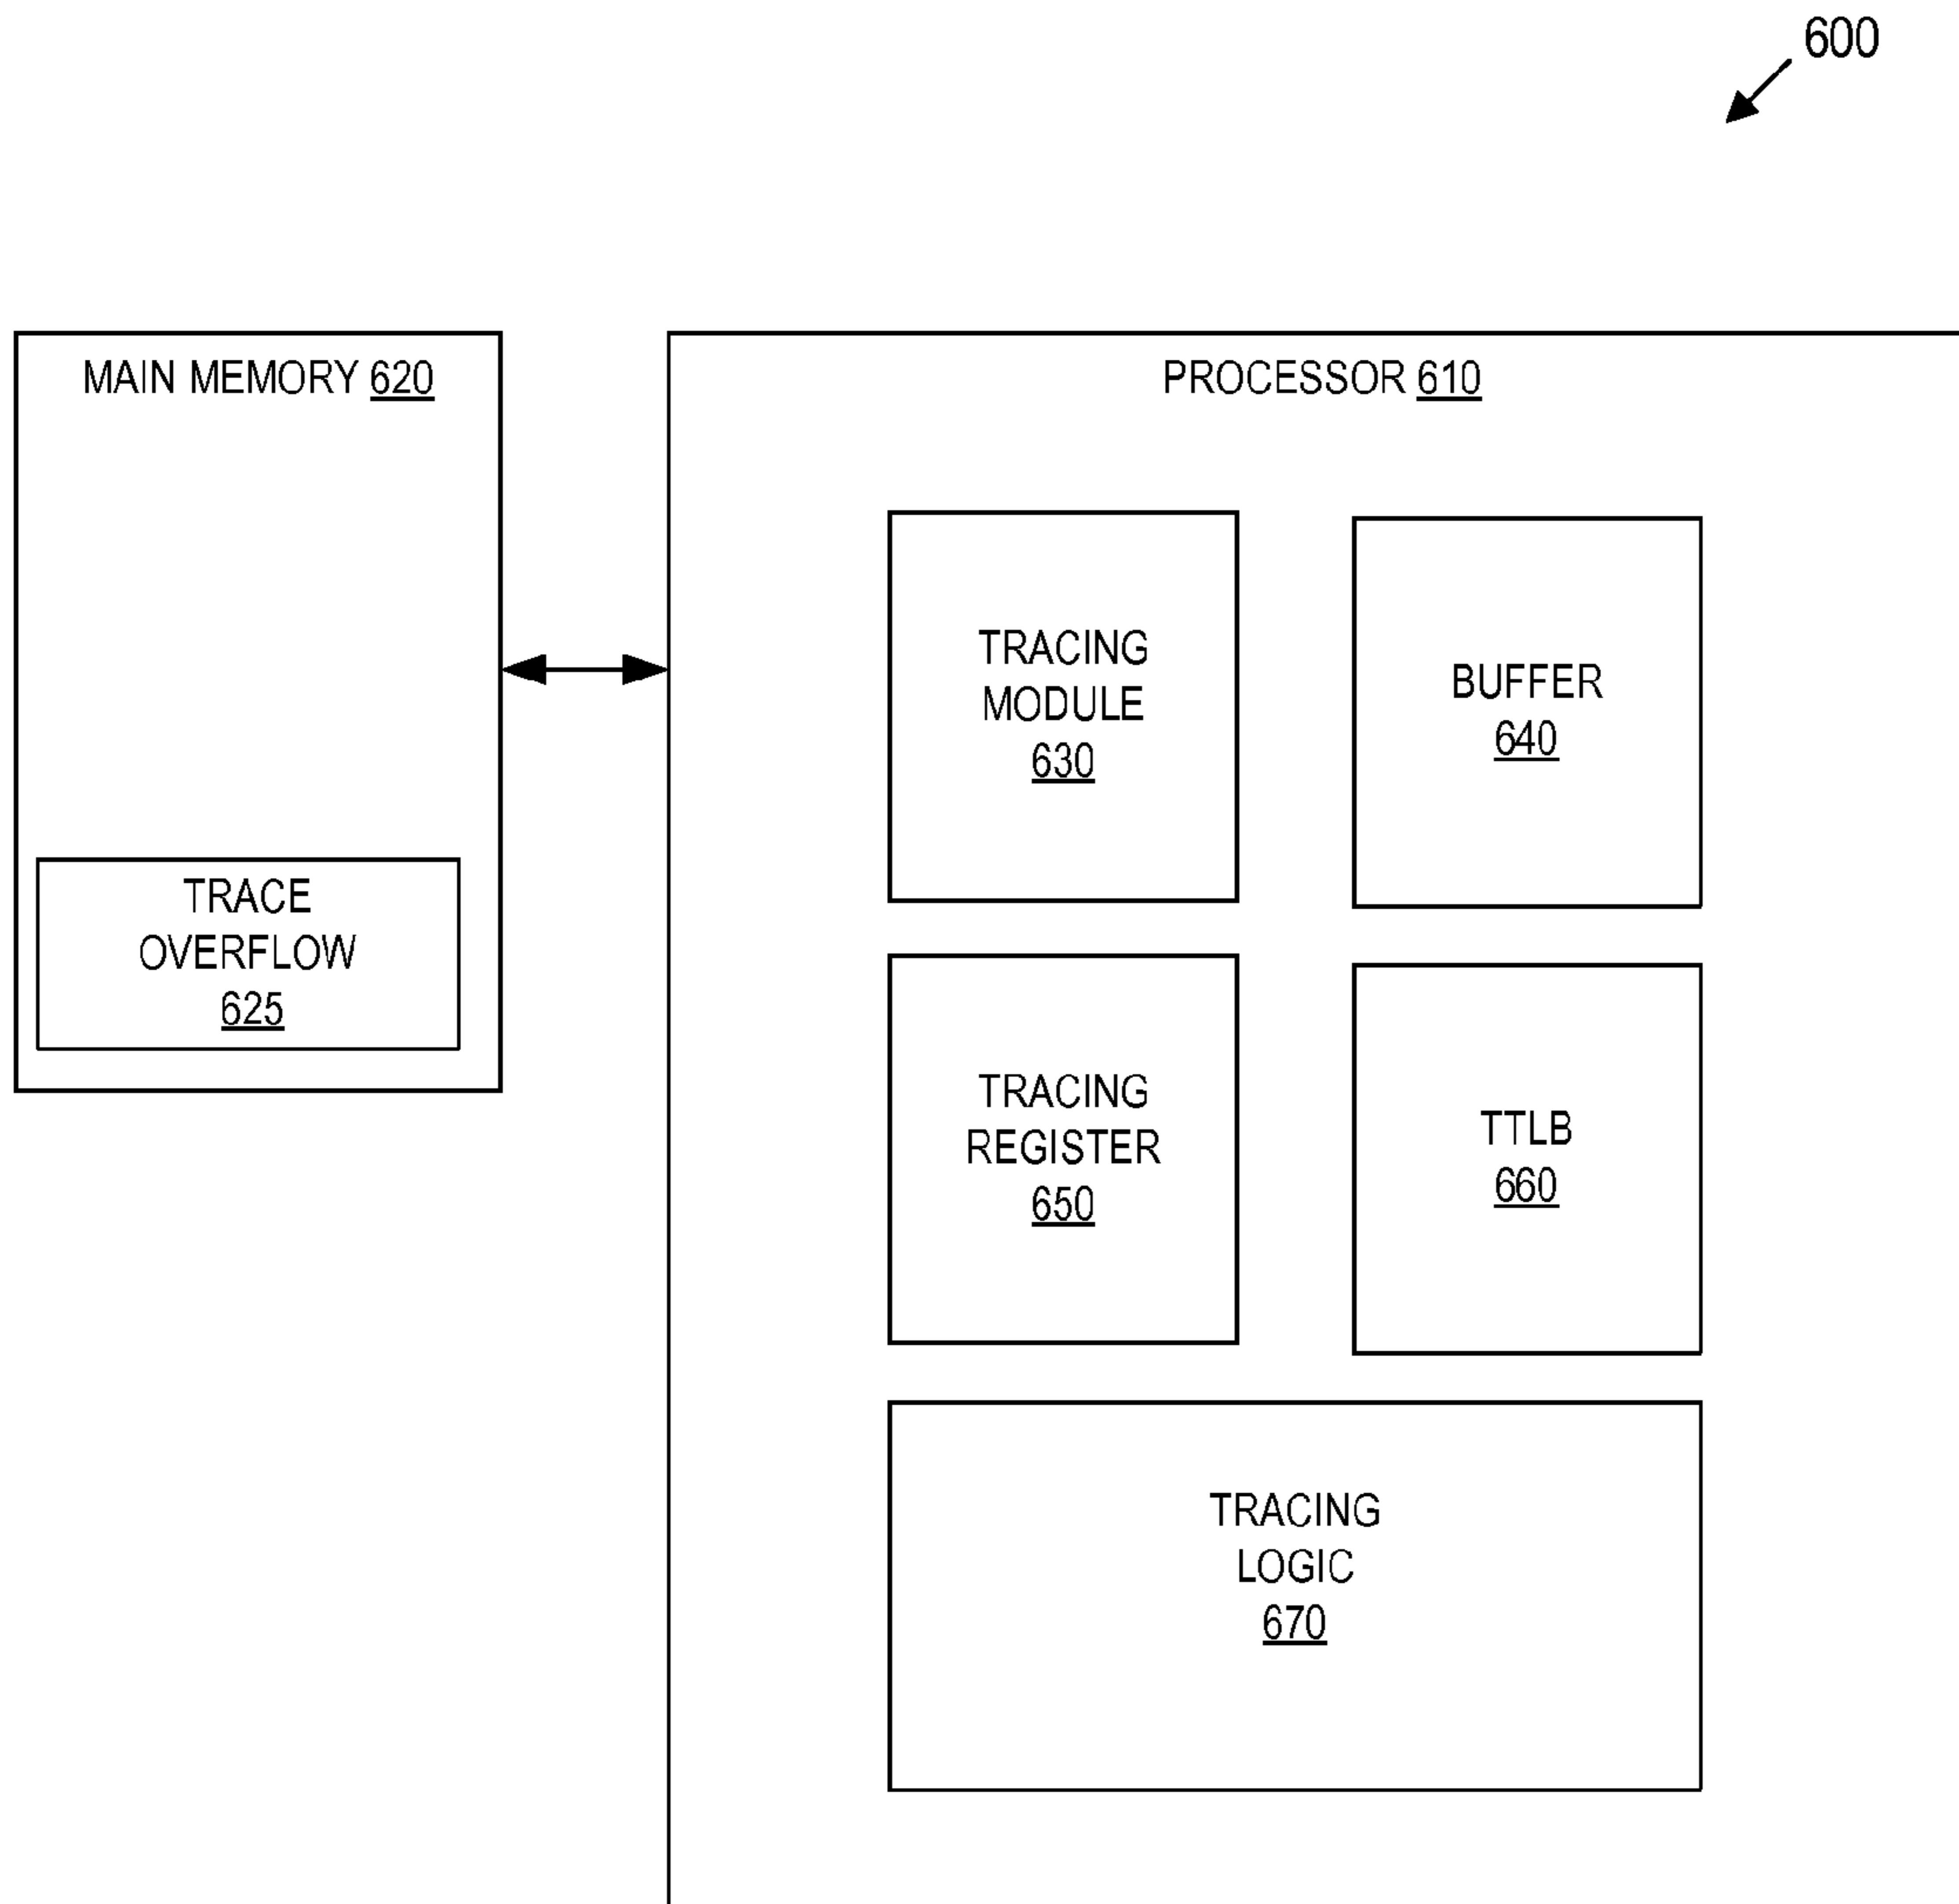 600
MAIN MEMORY 620
PROCESSOR 610
TRACING
MODULE
630
BUFFER
640
TRACE
OVERFLOW
625
TRACING
REGISTER
650
TTLB
660
TRACING
LOGIC
670